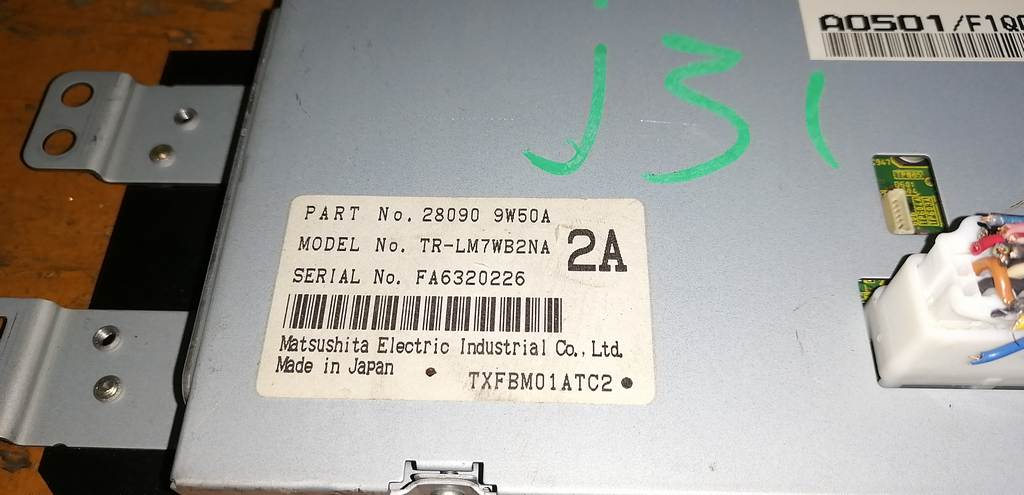 A0501/F1Q
J31
PART No. 28090 9W50A
MODEL No. TR-LM7WB2NA
2A
SERIAL No. FA6320226
Matsushita Electric Industrial Co., Ltd.
Made in Japan
TXFBM01ATC2